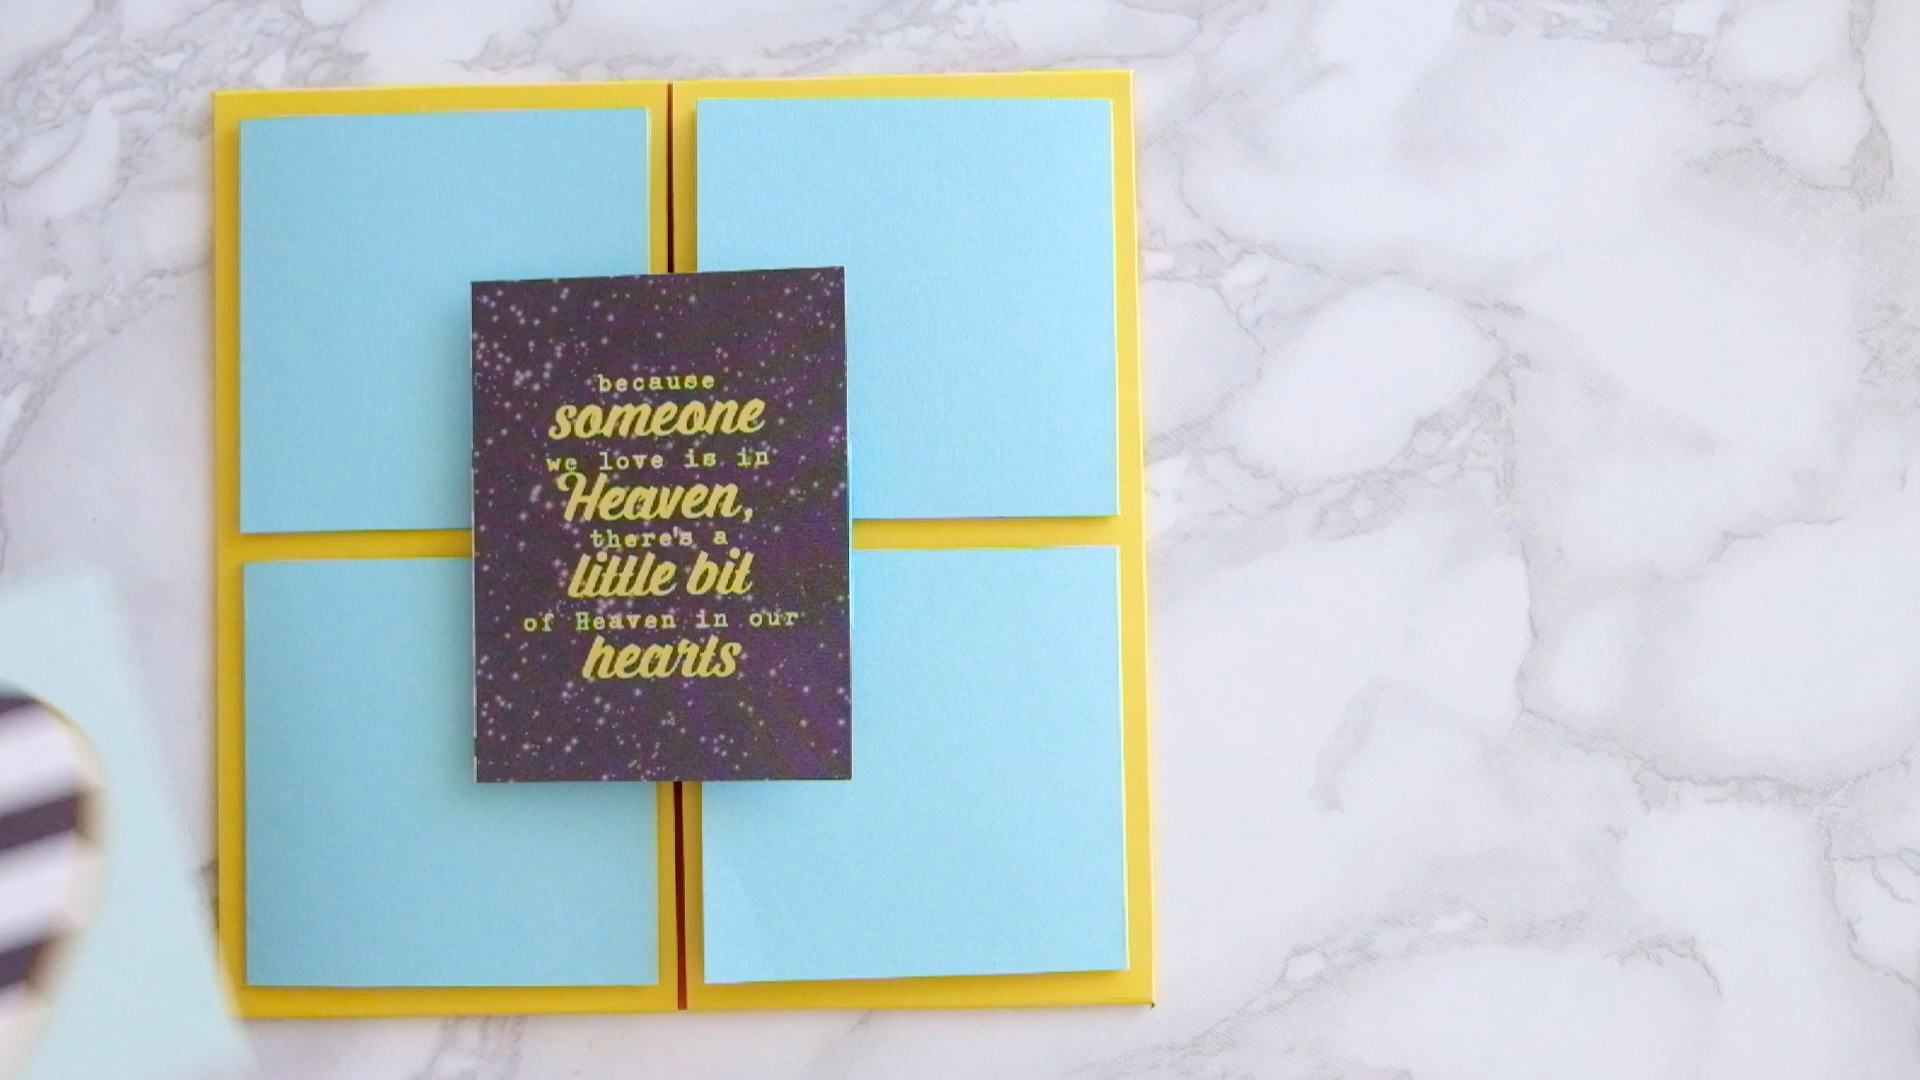 because
someone
we love is in
Heaven,
there's a
little bit
of Heaven in our
hearts